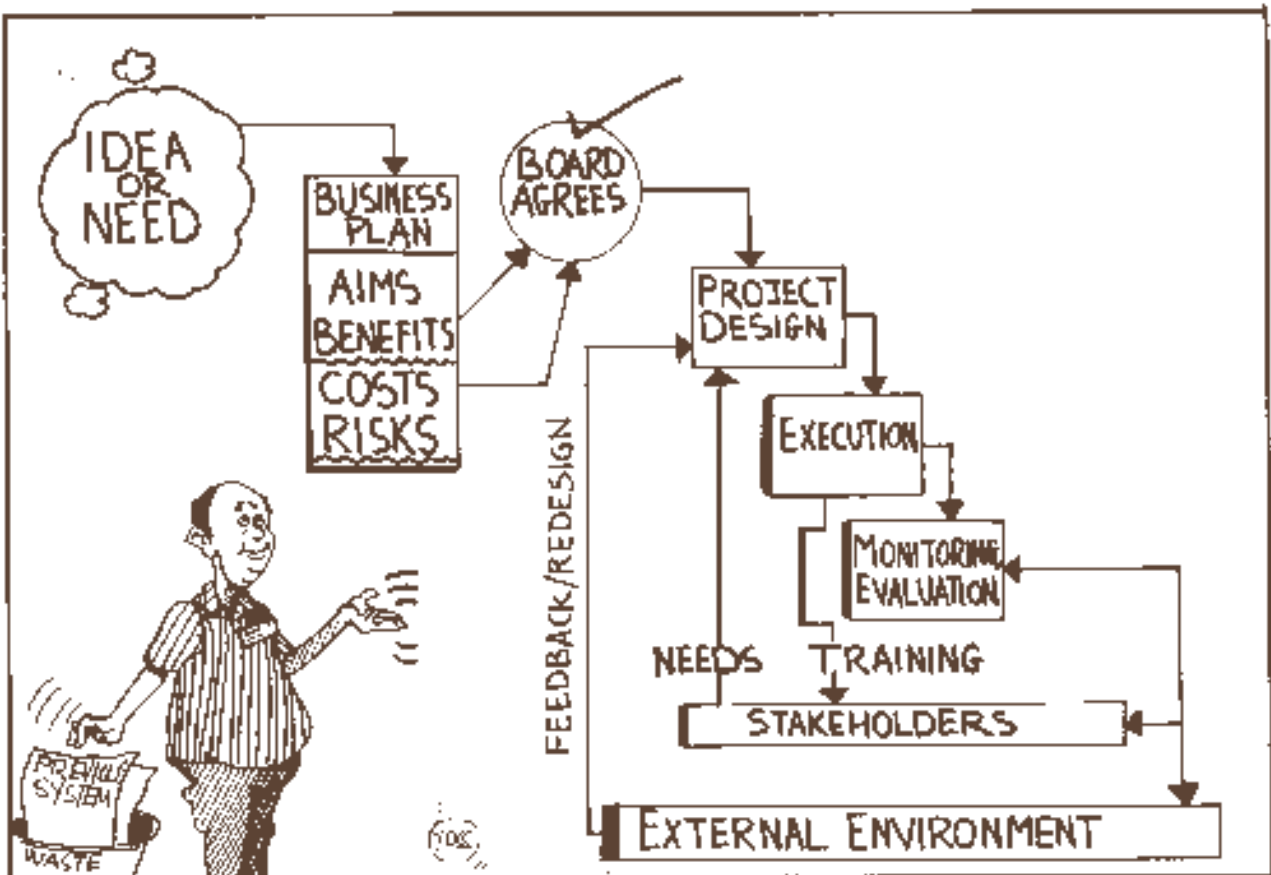 IDEA
OR
NEED
BUSINESS
PLAN
AIMS
BENEFITS
COSTS
RISKS
BOARD
AGREES
PROJECT
DESIGN
EXECUTION
MONITORING
EVALUATION
FEEDBACK/REDESIGN
NEEDS TRAINING
STAKEHOLDERS
EXTERNAL ENVIRONMENT
SYSTEM
WASTE